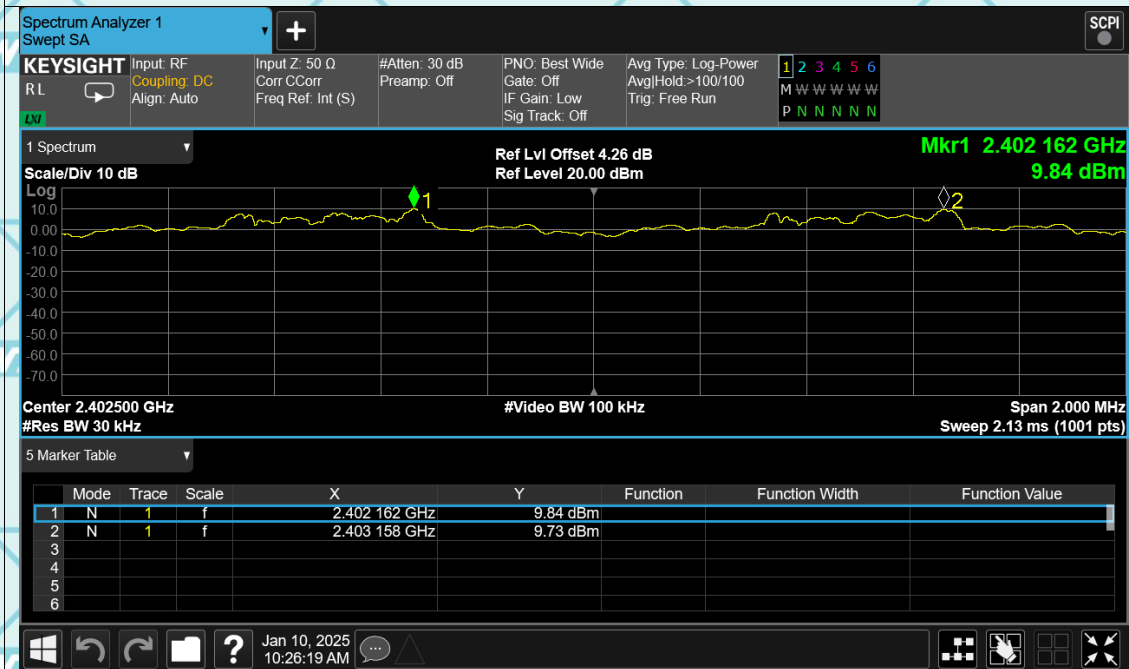 Spectrum Analyzer 1
Swept SA
+
SCPI
KEYSIGHT
RL
LXI
Input: RF
Coupling: DC
Align: Auto
Input Z: 50 Ω
Corr CCorr
Freq Ref: Int (S)
#Atten: 30 dB
Preamp: Off
PNO: Best Wide
Gate: Off
IF Gain: Low
Sig Track: Off
Avg Type: Log-Power
Avg|Hold:>100/100
Trig: Free Run
1 2 3 4 5 6
M W W W W W
P N N N N N
1 Spectrum
Scale/Div 10 dB
Ref Lvl Offset 4.26 dB
Ref Level 20.00 dBm
Mkr1 2.402 162 GHz
9.84 dBm
Log
1
2
10.0
0.00
-10.0
-20.0
-30.0
-40.0
-50.0
-60.0
-70.0
Center 2.402500 GHz
#Video BW 100 kHz
Span 2.000 MHz
#Res BW 30 kHz
Sweep 2.13 ms (1001 pts)
5 Marker Table
Mode Trace Scale X Y Function Function Width Function Value
1 N 1 f 2.402 162 GHz 9.84 dBm
2 N 1 f 2.403 158 GHz 9.73 dBm
3
4
5
6
?
Jan 10, 2025
10:26:19 AM